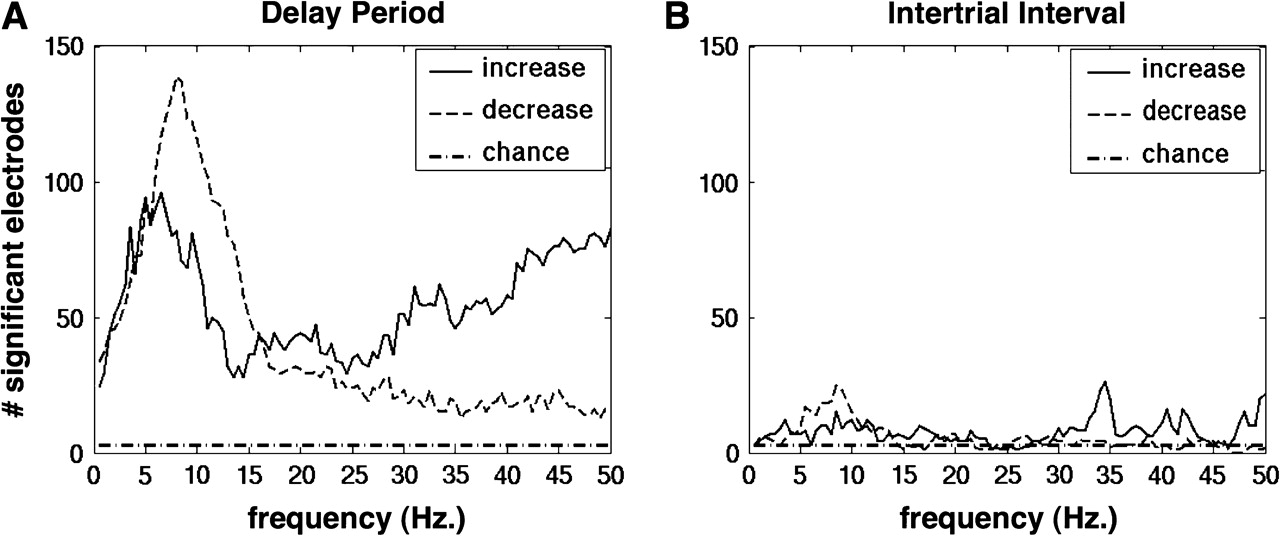 A
Delay Period
# significant electrodes
150
100
50
0
increase
decrease
chance
0 5 10 15 20 25 30 35 40 45 50
frequency (Hz.)
B
Intertrial Interval
150
100
50
0
increase
decrease
chance
0 5 10 15 20 25 30 35 40 45 50
frequency (Hz.)